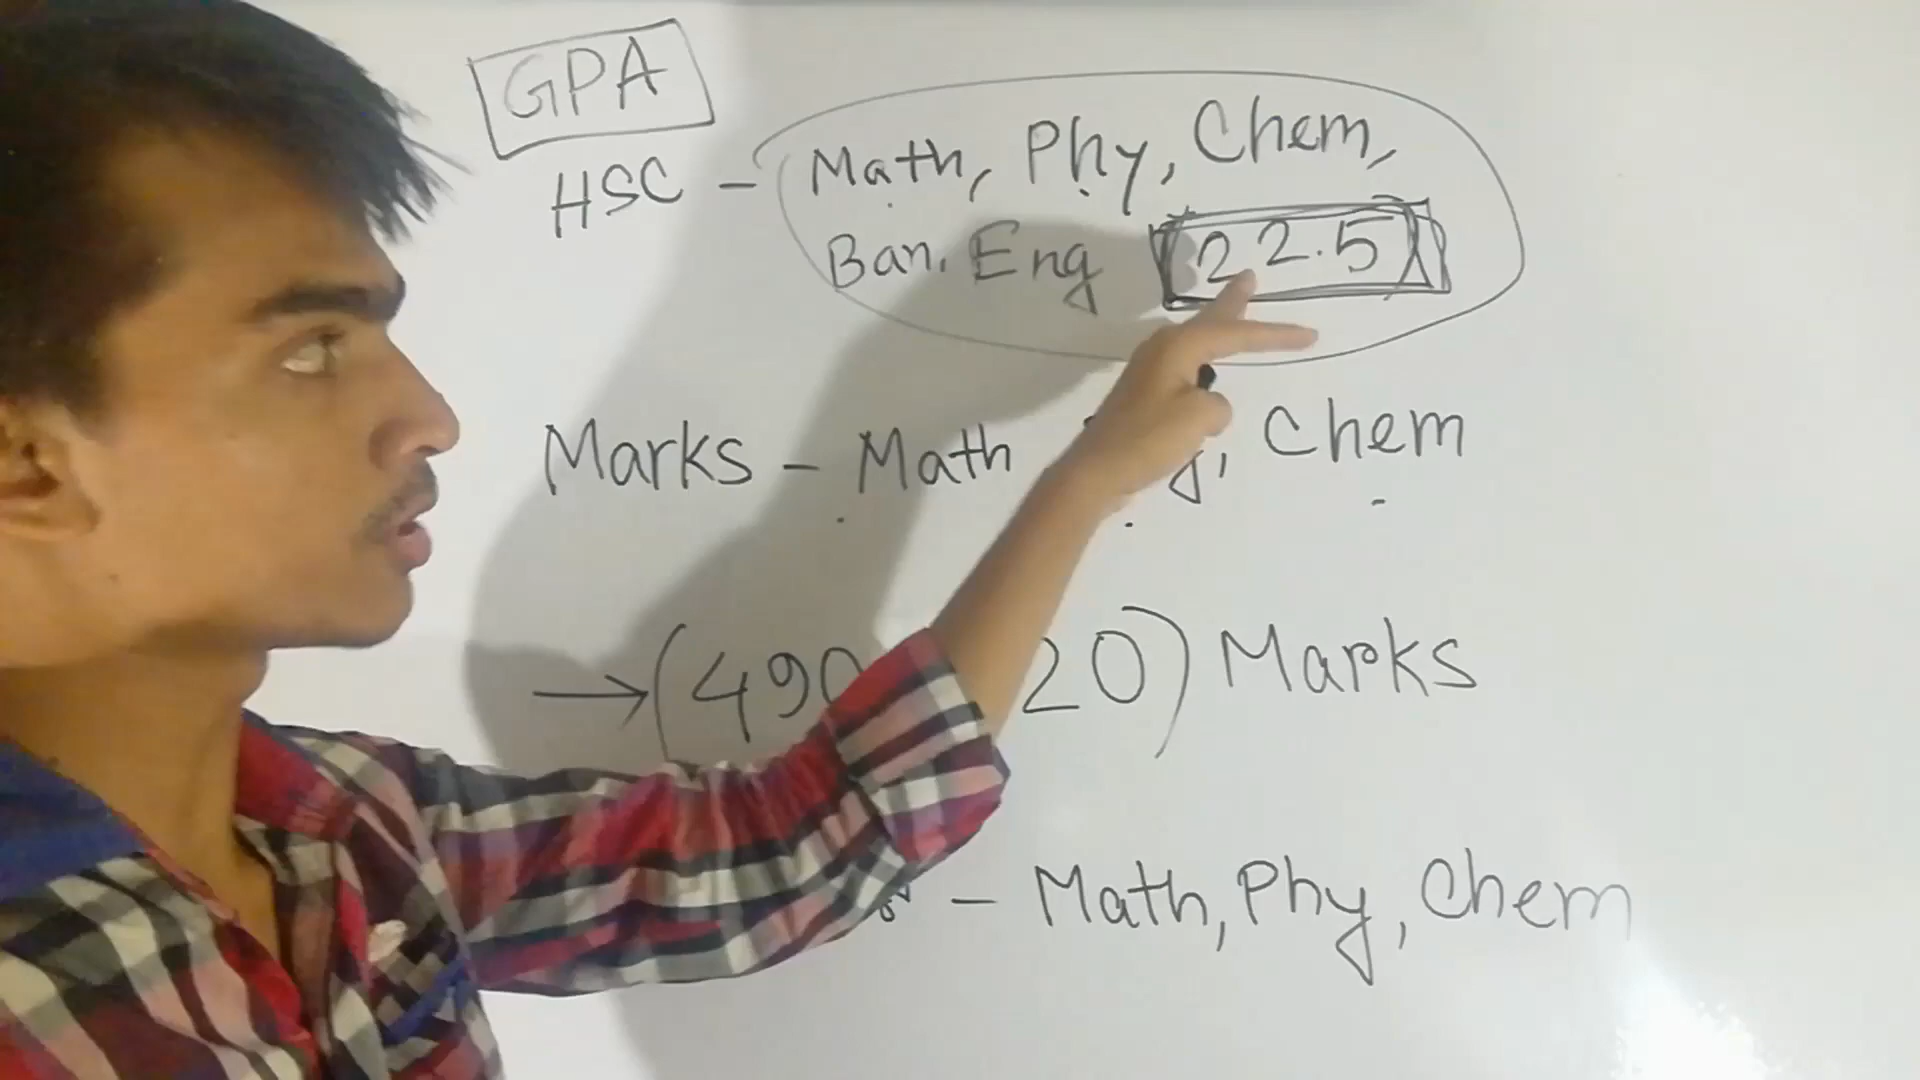 GPA
HSC - Math, Phy, Chem,
Ban. Eng 22.5
Marks - Math Chem
→ (490 20) Marks
- Math, Phy, Chem